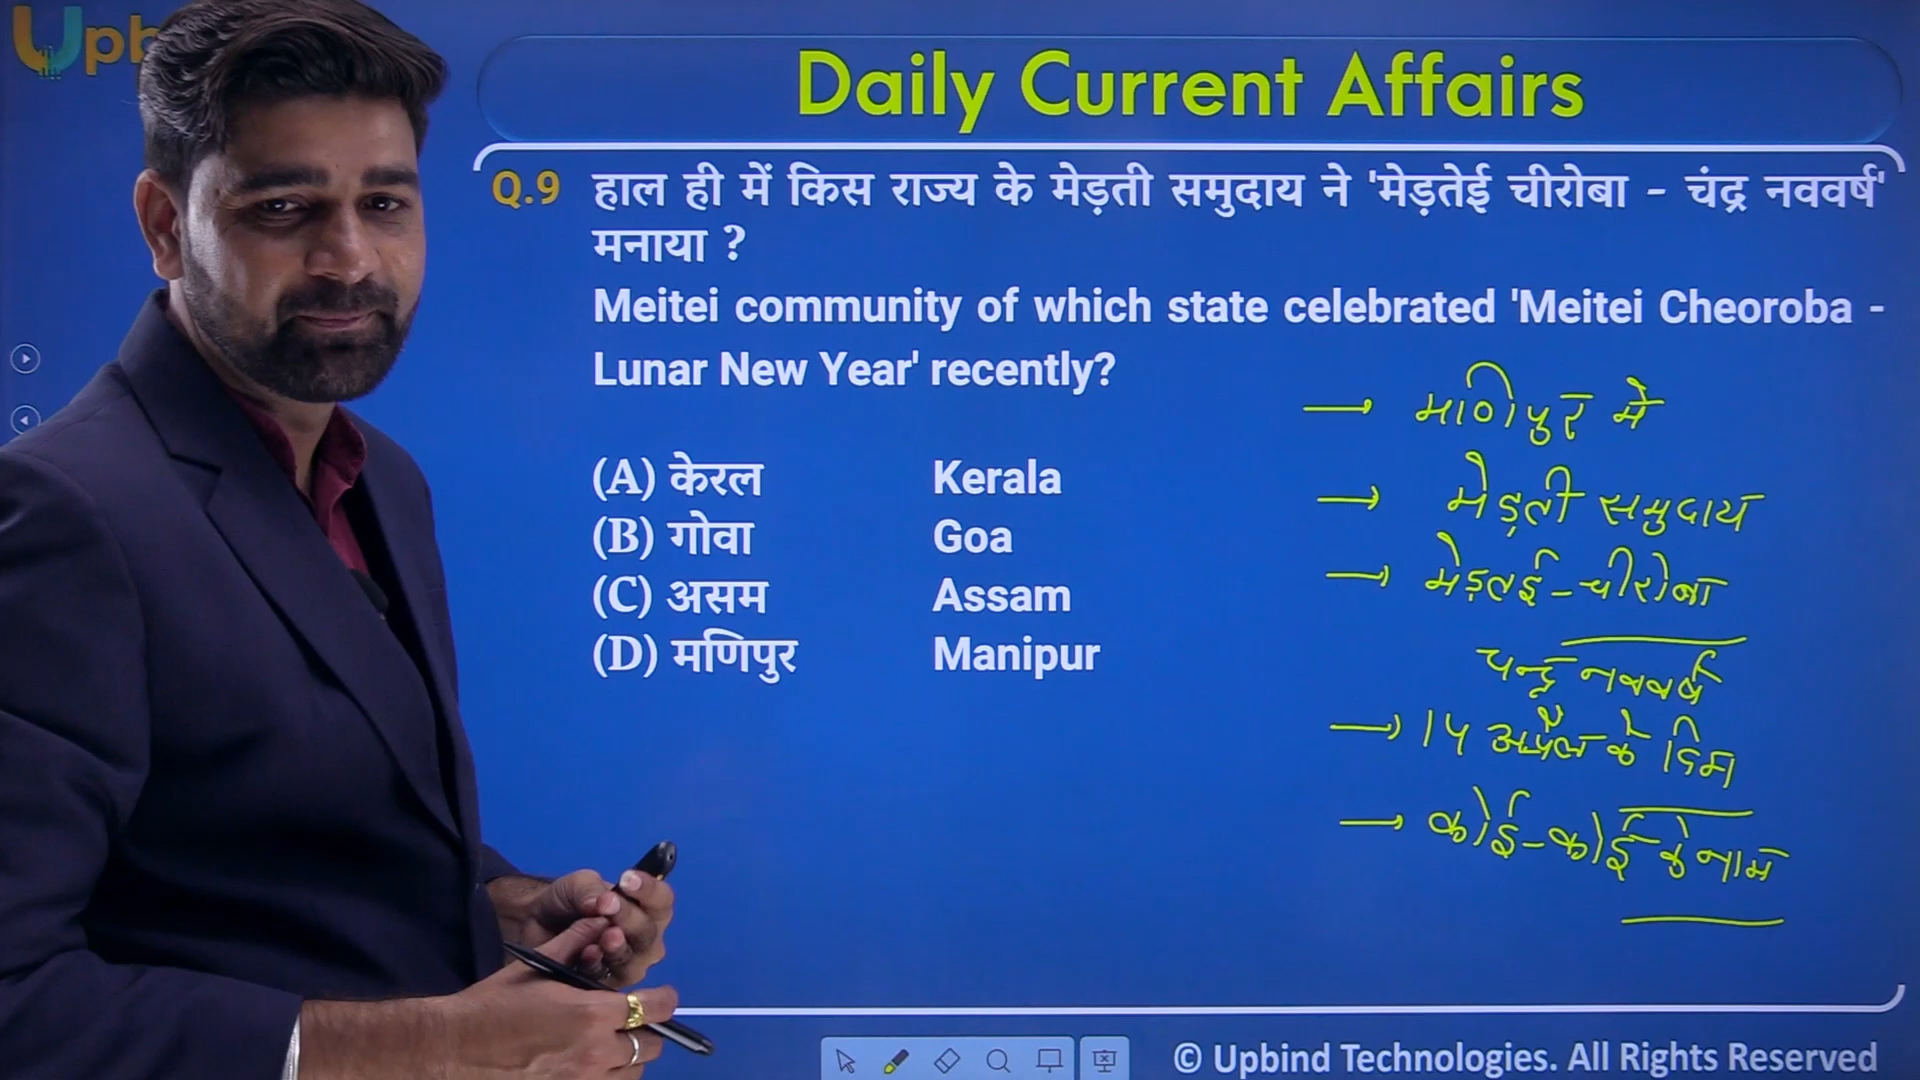 Upb
Daily Current Affairs
Q.9 हाल ही में किस राज्य के मेड़ती समुदाय ने 'मेड़तेई चीरोबा - चंद्र नववर्ष'
मनाया ?
Meitei community of which state celebrated 'Meitei Cheoroba -
Lunar New Year' recently?
(A) केरल Kerala
(B) गोवा Goa
(C) असम Assam
(D) मणिपुर Manipur
→ मणिपुर मे
→ मेड़ती समुदाय
→ मेड़तई-चीरोबा
चन्द्र नववर्ष
→ 14 अप्रैल के दिन
→ कोई-कोई के नाम
© Upbind Technologies. All Rights Reserved